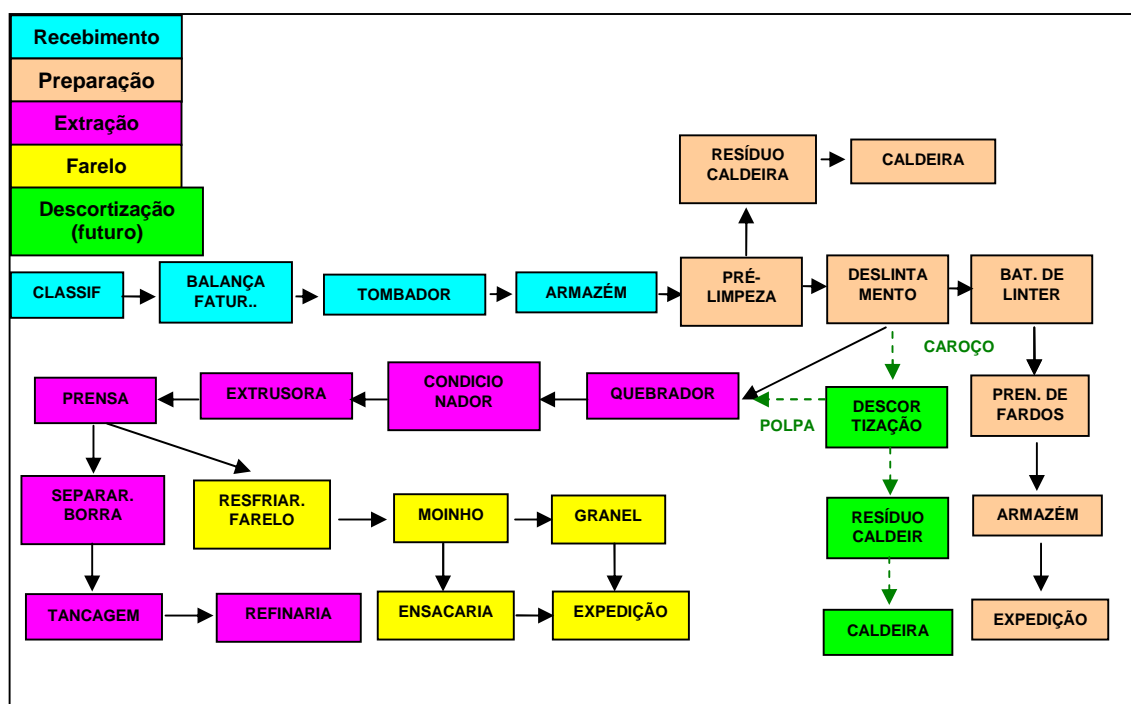 Recebimento
Preparação
Extração
Farelo
Descortização
(futuro)
RESÍDUO
CALDEIRA
CALDEIRA
CLASSIF
BALANÇA
FATUR..
TOMBADOR
ARMAZÉM
PRÉ-
LIMPEZA
DESLINTA
MENTO
BAT. DE
LINTER
CAROÇO
PRENSA
EXTRUSORA
CONDICIO
NADOR
QUEBRADOR
POLPA
DESCOR
TIZAÇÃO
PREN. DE
FARDOS
SEPARAR.
BORRA
RESFRIAR.
FARELO
MOINHO
GRANEL
RESÍDUO
CALDEIR
ARMAZÉM
TANCAGEM
REFINARIA
ENSACARIA
EXPEDIÇÃO
CALDEIRA
EXPEDIÇÃO